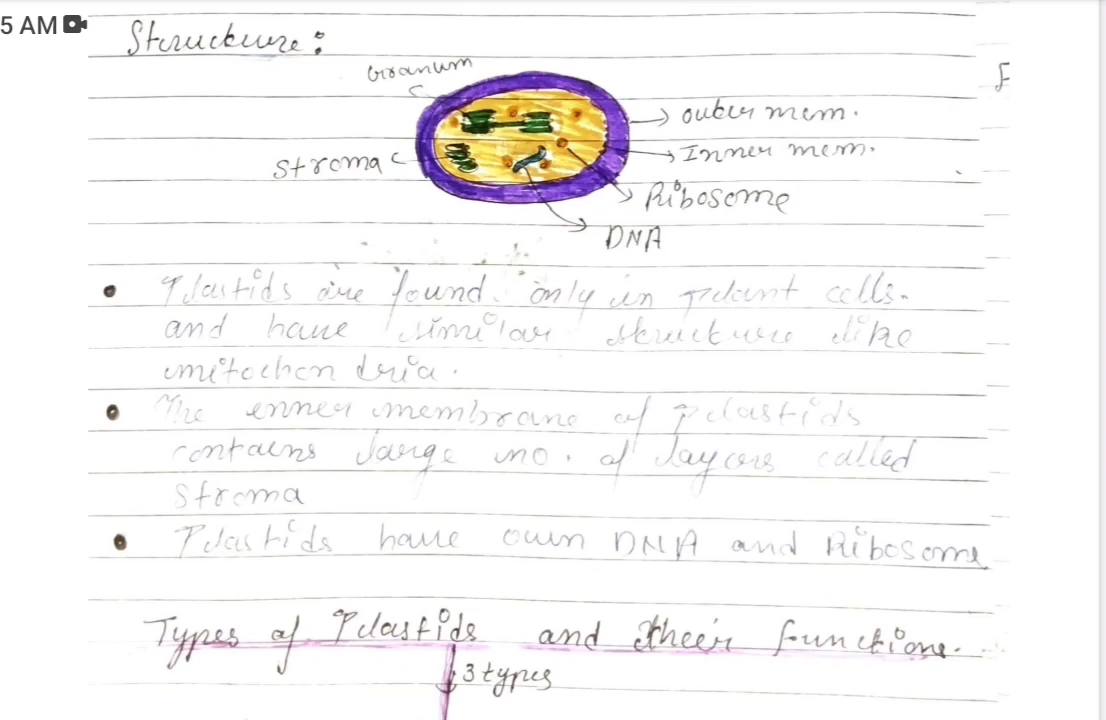 5 AM
Structure:
Granum
F
outer mem.
Stroma
Inner mem.
Ribosome
DNA
• Plastids are found only in plant cells.
and have similar structure like
mitochondria.
• The enner membrane of plastids
contains large no. of layers called
stroma
• Plastids have own DNA and Ribosome
Types of Plastids and their functions.
3 types